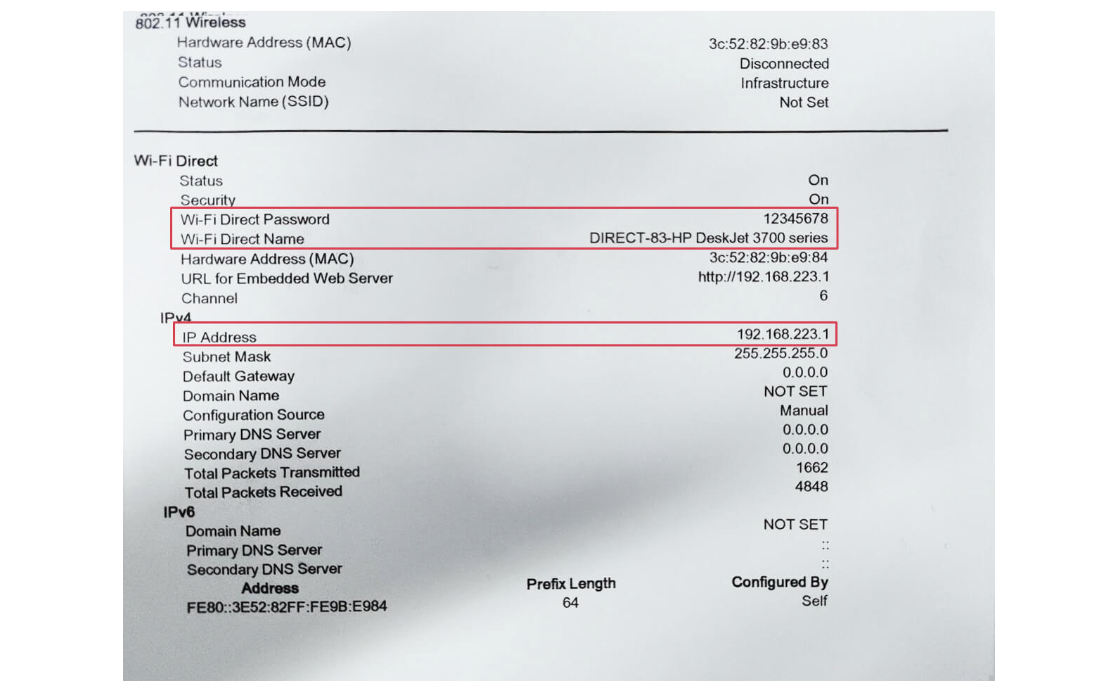 802.11 Wireless
Hardware Address (MAC) 3c:52:82:9b:e9:83
Status Disconnected
Communication Mode Infrastructure
Network Name (SSID) Not Set
Wi-Fi Direct
Status On
Security On
Wi-Fi Direct Password 12345678
Wi-Fi Direct Name DIRECT-83-HP DeskJet 3700 series
Hardware Address (MAC) 3c:52:82:9b:e9:84
URL for Embedded Web Server http://192.168.223.1
Channel 6
IPv4
IP Address 192.168.223.1
Subnet Mask 255.255.255.0
Default Gateway 0.0.0.0
Domain Name NOT SET
Configuration Source Manual
Primary DNS Server 0.0.0.0
Secondary DNS Server 0.0.0.0
Total Packets Transmitted 1662
Total Packets Received 4848
IPv6
Domain Name NOT SET
Primary DNS Server ::
Secondary DNS Server ::
Address Prefix Length Configured By
FE80::3E52:82FF:FE9B:E984 64 Self